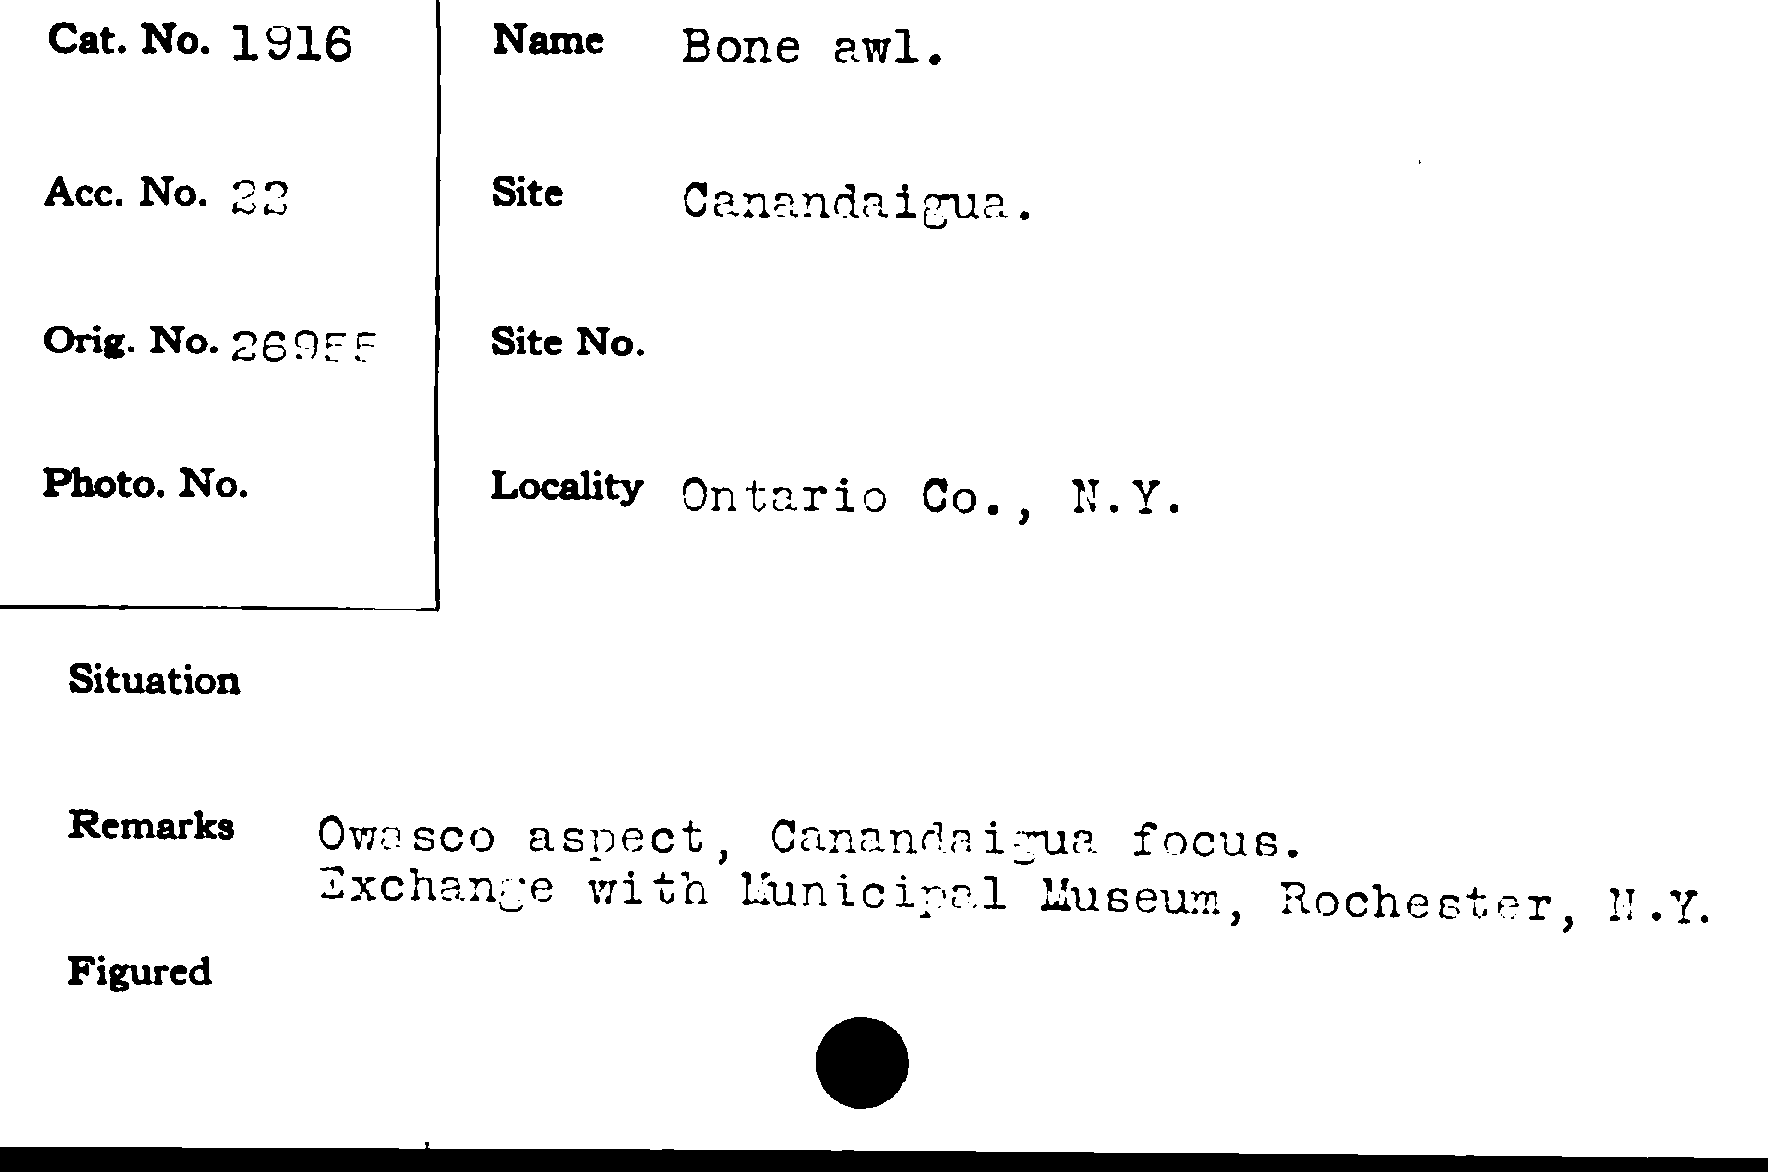 Cat. No. 1916
Name Bone awl.
Acc. No. 22
Site Canandaigua.
Orig. No. 26955
Site No.
Photo. No.
Locality Ontario Co., N.Y.
Situation
Remarks Owasco aspect, Canandaigua focus.
Exchange with Municipal Museum, Rochester, N.Y.
Figured